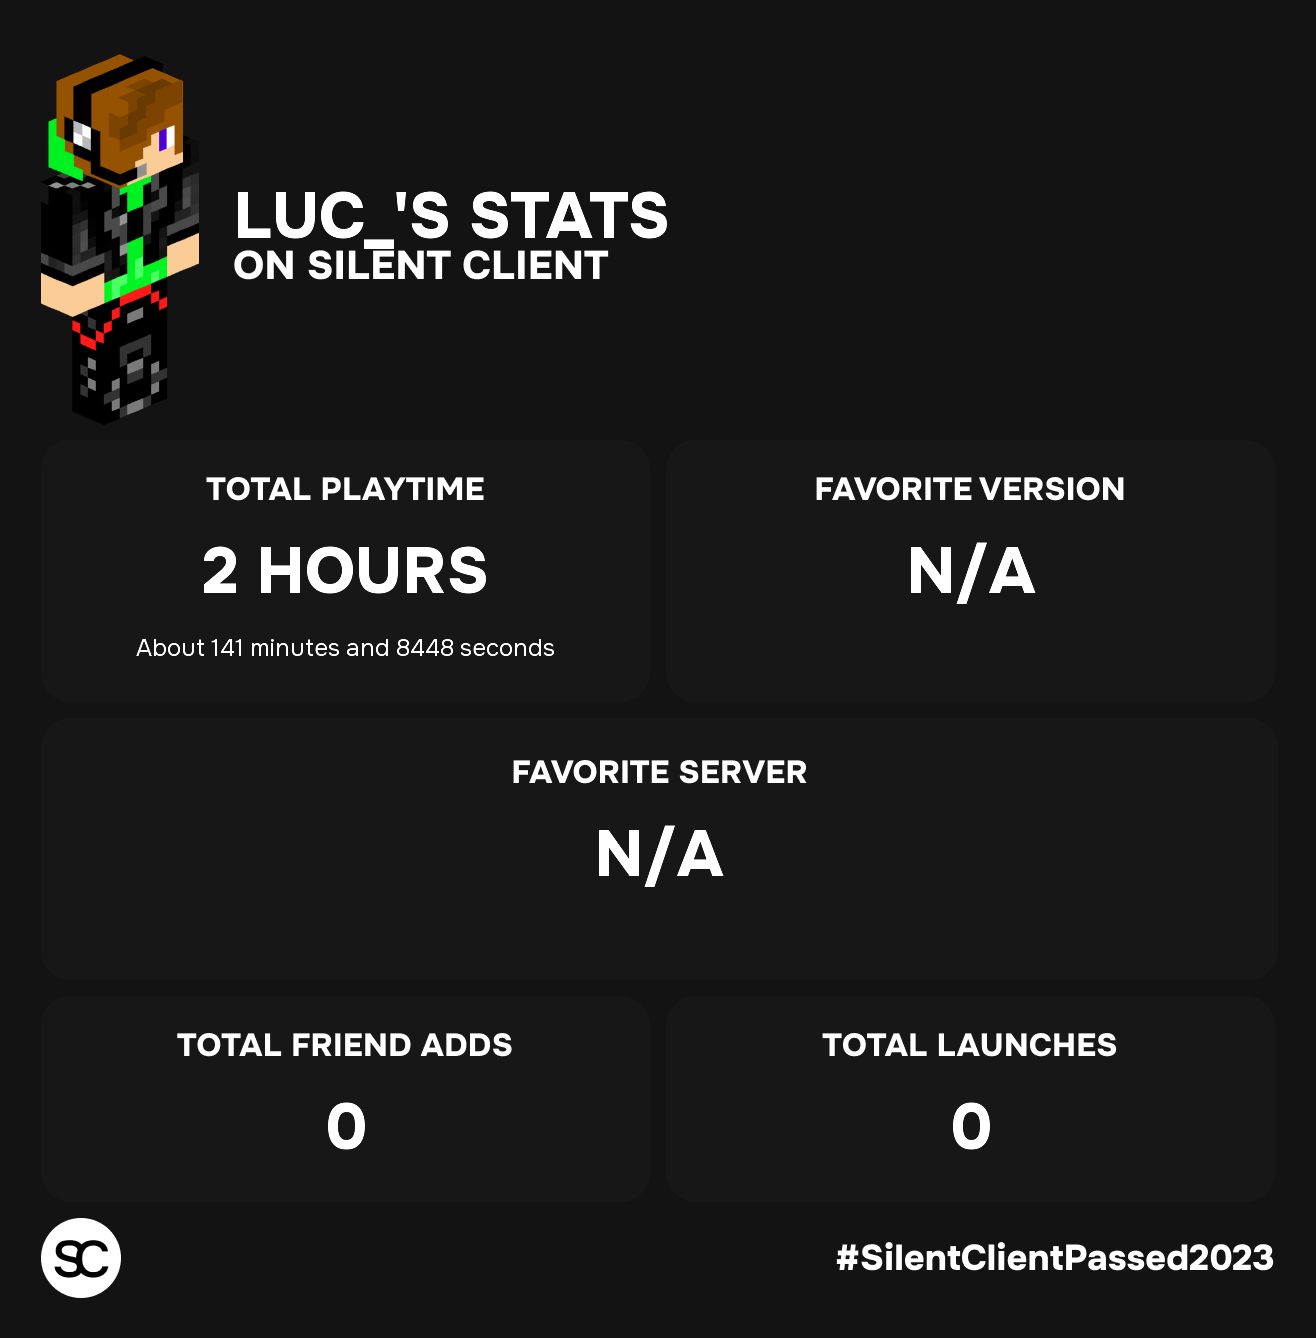 LUC_'S STATS
ON SILENT CLIENT
TOTAL PLAYTIME
2 HOURS
About 141 minutes and 8448 seconds
FAVORITE VERSION
N/A
FAVORITE SERVER
N/A
TOTAL FRIEND ADDS
0
TOTAL LAUNCHES
0
SC
#SilentClientPassed2023